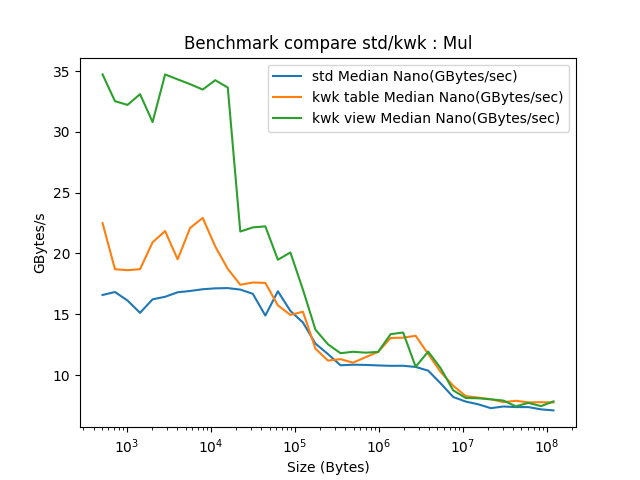 Benchmark compare std/kwk : Mul
std Median Nano(GBytes/sec)
kwk table Median Nano(GBytes/sec)
kwk view Median Nano(GBytes/sec)
GBytes/s
35
30
25
20
15
10
10³ 10⁴ 10⁵ 10⁶ 10⁷ 10⁸
Size (Bytes)